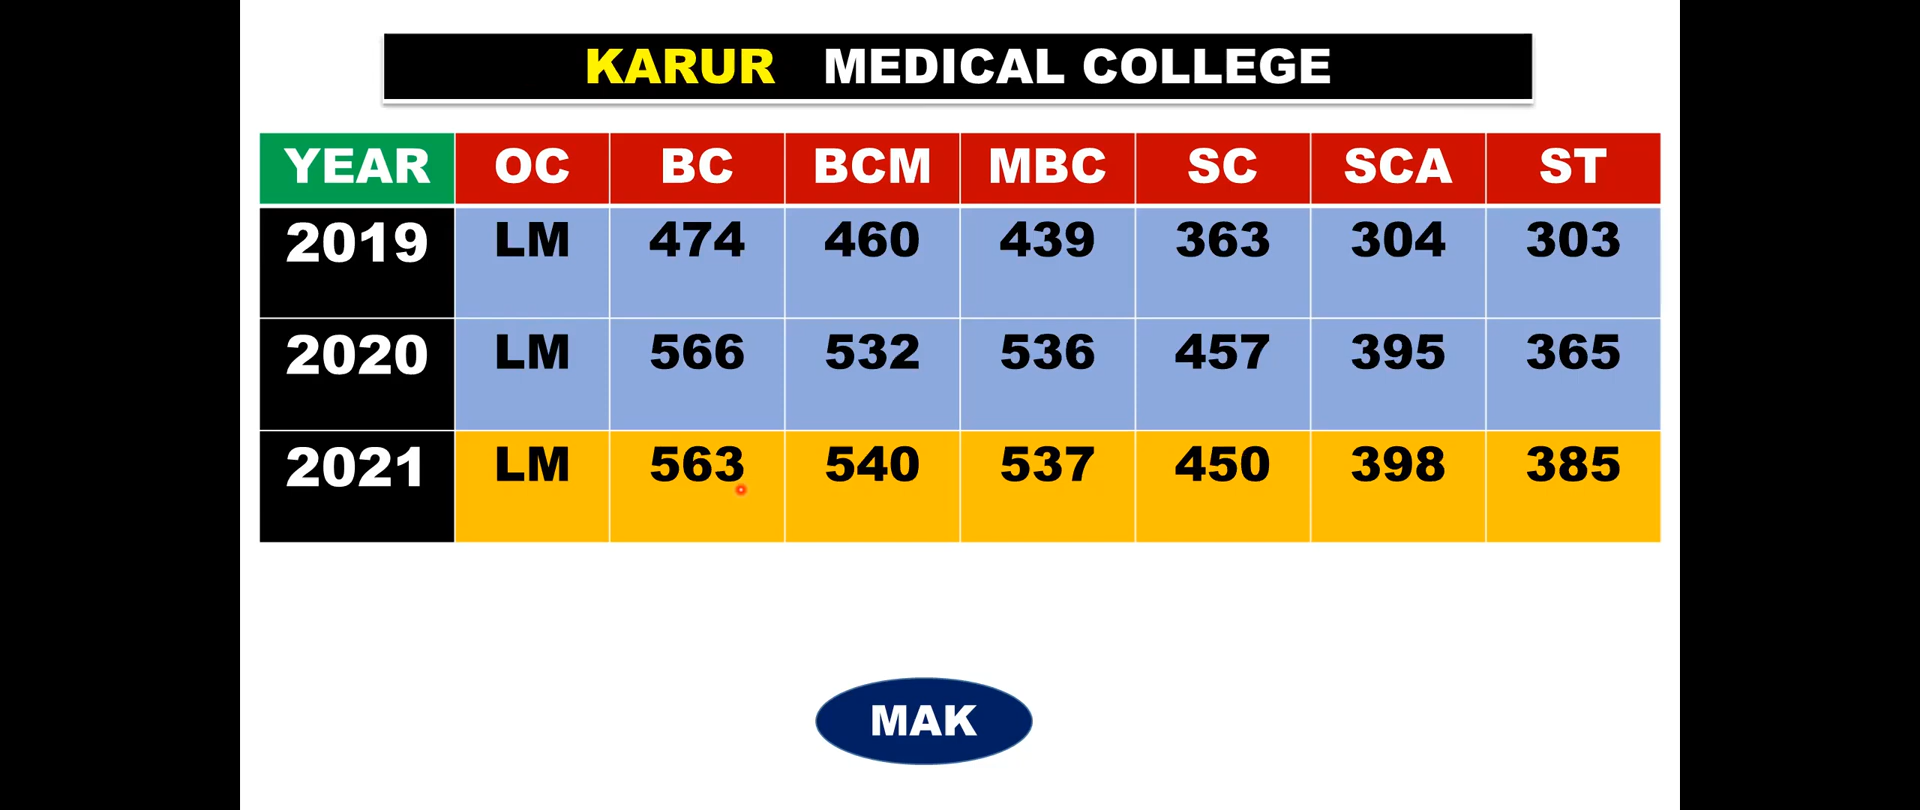 KARUR MEDICAL COLLEGE
YEAR OC BC BCM MBC SC SCA ST
2019 LM 474 460 439 363 304 303
2020 LM 566 532 536 457 395 365
2021 LM 563 540 537 450 398 385
MAK